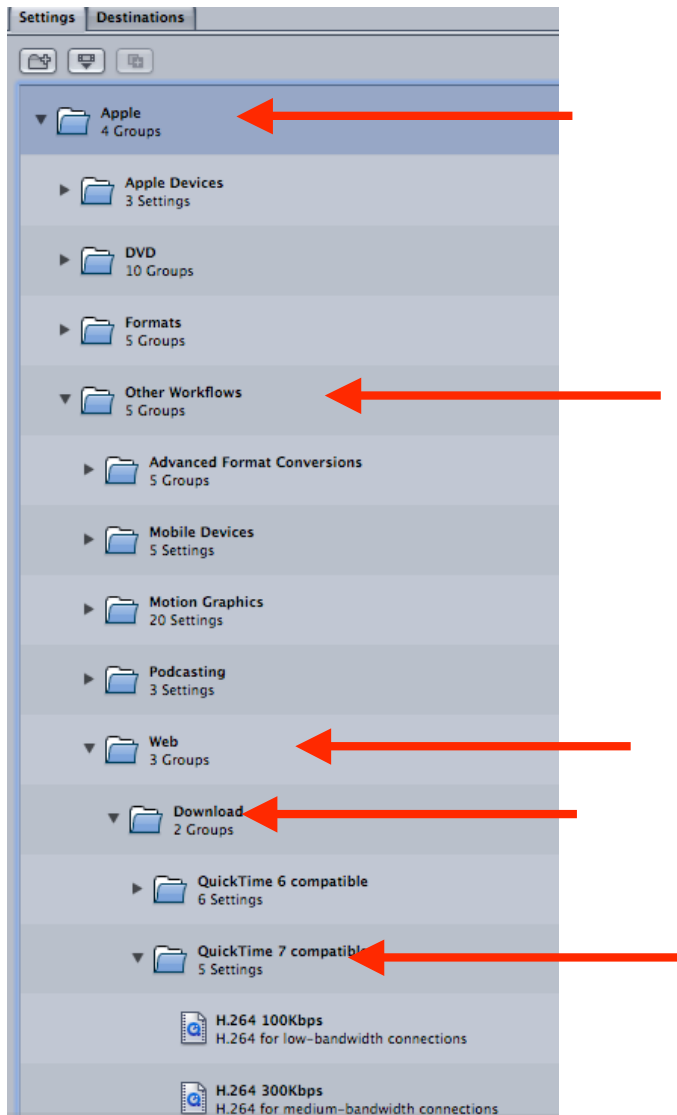 Settings Destinations
Apple
4 Groups
Apple Devices
3 Settings
DVD
10 Groups
Formats
5 Groups
Other Workflows
5 Groups
Advanced Format Conversions
5 Groups
Mobile Devices
5 Settings
Motion Graphics
20 Settings
Podcasting
3 Settings
Web
3 Groups
Download
2 Groups
QuickTime 6 compatible
6 Settings
QuickTime 7 compatible
5 Settings
H.264 100Kbps
H.264 for low-bandwidth connections
H.264 300Kbps
H.264 for medium-bandwidth connections